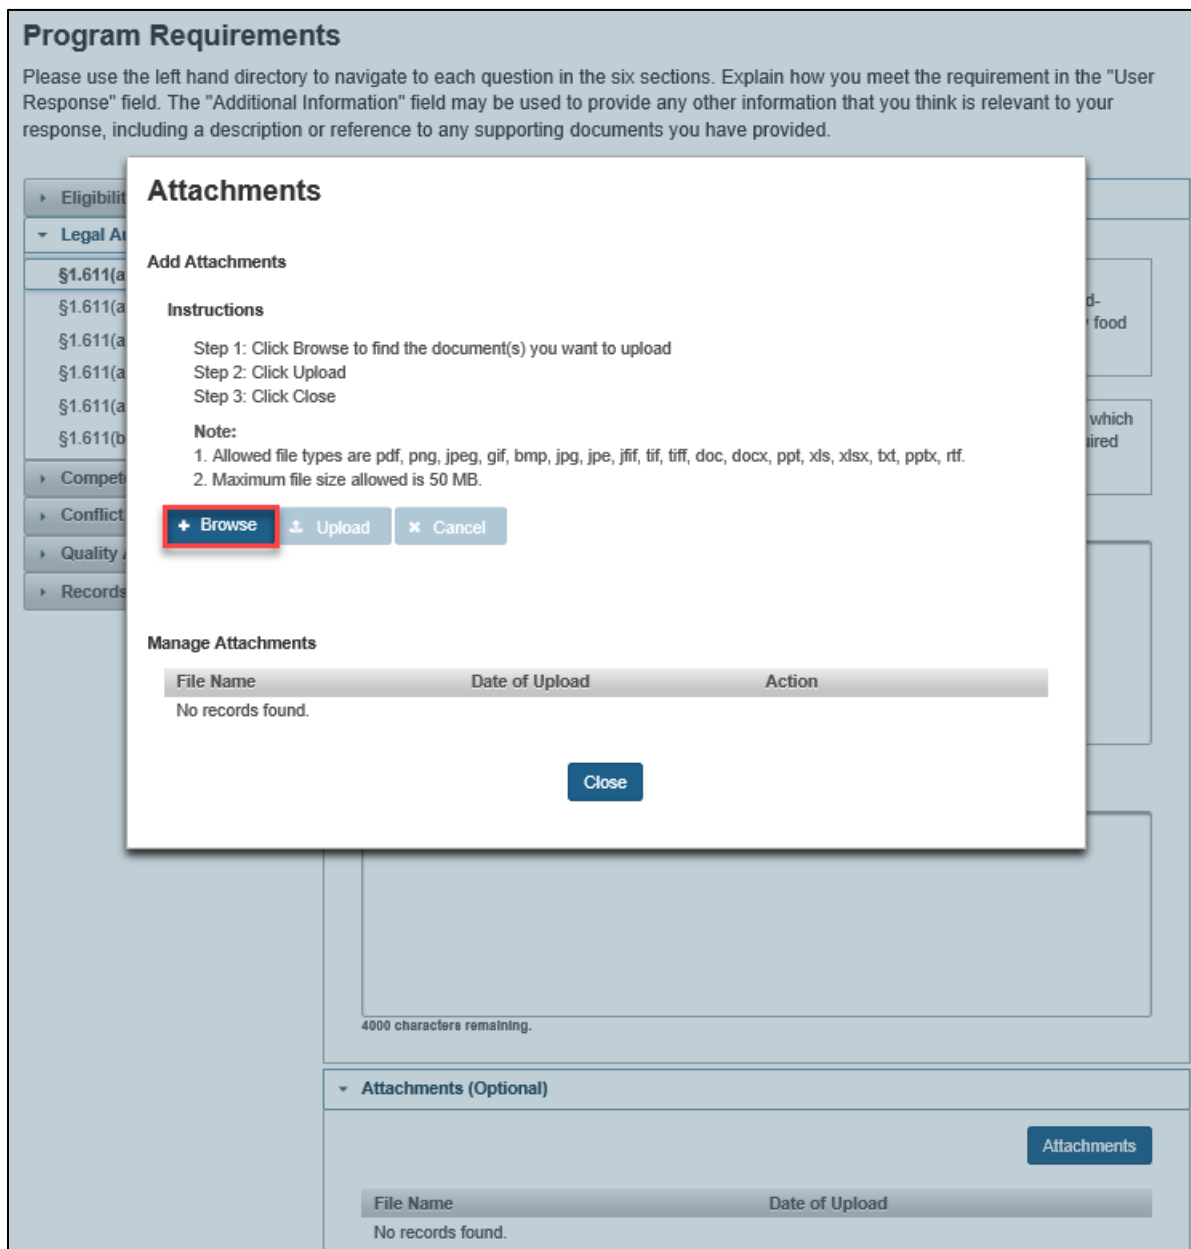 Program Requirements
Please use the left hand directory to navigate to each question in the six sections. Explain how you meet the requirement in the "User
Response" field. The "Additional Information" field may be used to provide any other information that you think is relevant to your
response, including a description or reference to any supporting documents you have provided.
Eligibilit
Legal Au
§1.611(a
§1.611(a
§1.611(a
§1.611(a
§1.611(a
§1.611(b
Compet
Conflict
Quality
Records
d-
food
which
ired
Attachments
Add Attachments
Instructions
Step 1: Click Browse to find the document(s) you want to upload
Step 2: Click Upload
Step 3: Click Close
Note:
1. Allowed file types are pdf, png, jpeg, gif, bmp, jpg, jpe, jfif, tif, tiff, doc, docx, ppt, xls, xlsx, txt, pptx, rtf.
2. Maximum file size allowed is 50 MB.
+ Browse Upload × Cancel
Manage Attachments
File Name Date of Upload Action
No records found.
Close
4000 characters remaining.
Attachments (Optional)
Attachments
File Name Date of Upload
No records found.